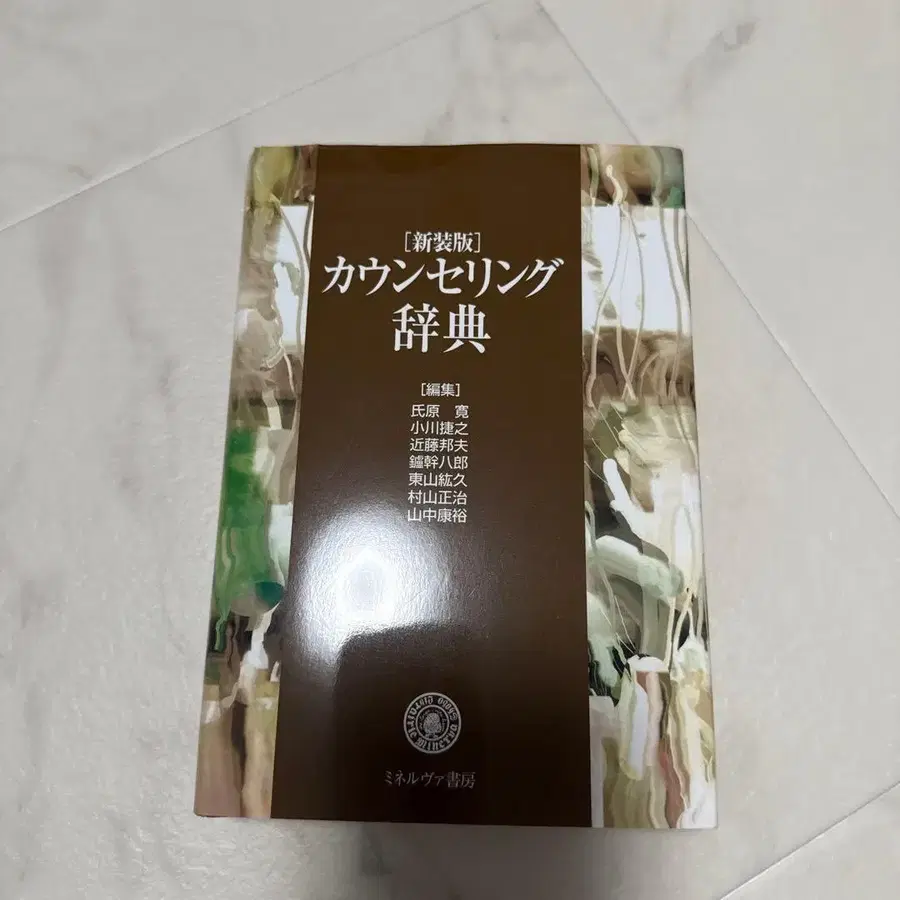 [新装版]
カウンセリング
辞典
[編集]
氏原 寛
小川捷之
近藤邦夫
鑪幹八郎
東山紘久
村山正治
山中康裕
ミネルヴァ書房